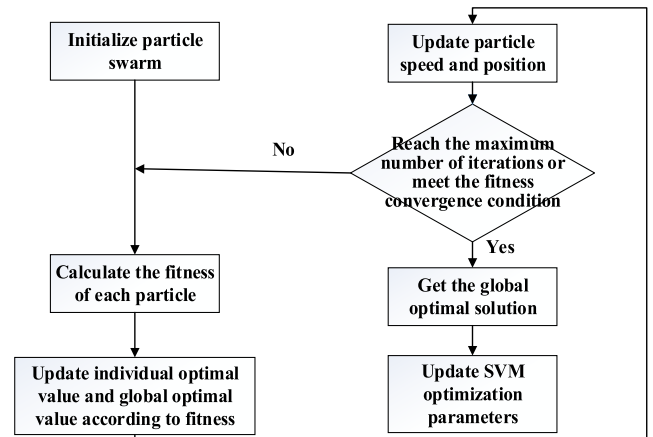 Initialize particle
swarm
Calculate the fitness
of each particle
Update individual optimal
value and global optimal
value according to fitness
Update particle
speed and position
Reach the maximum
number of iterations or
meet the fitness
convergence condition
No
Yes
Get the global
optimal solution
Update SVM
optimization
parameters